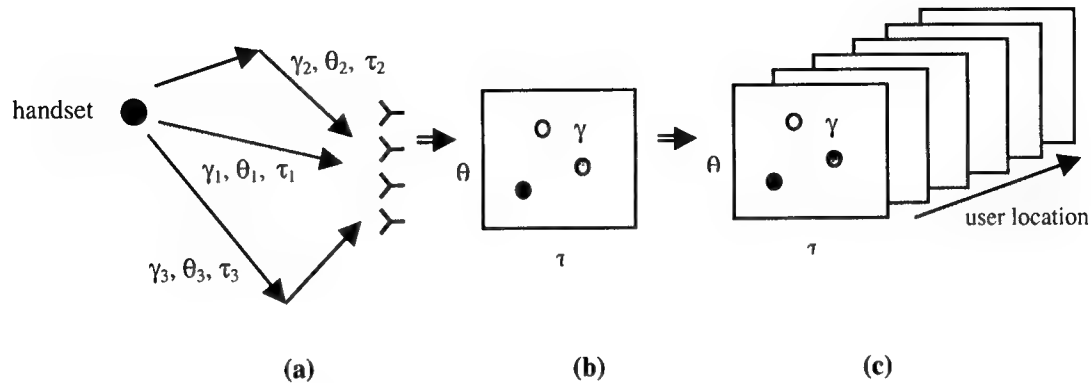 handset
γ₂, θ₂, τ₂
γ₁, θ₁, τ₁
γ₃, θ₃, τ₃
θ
γ
τ
θ
γ
τ
user location
(a)
(b)
(c)